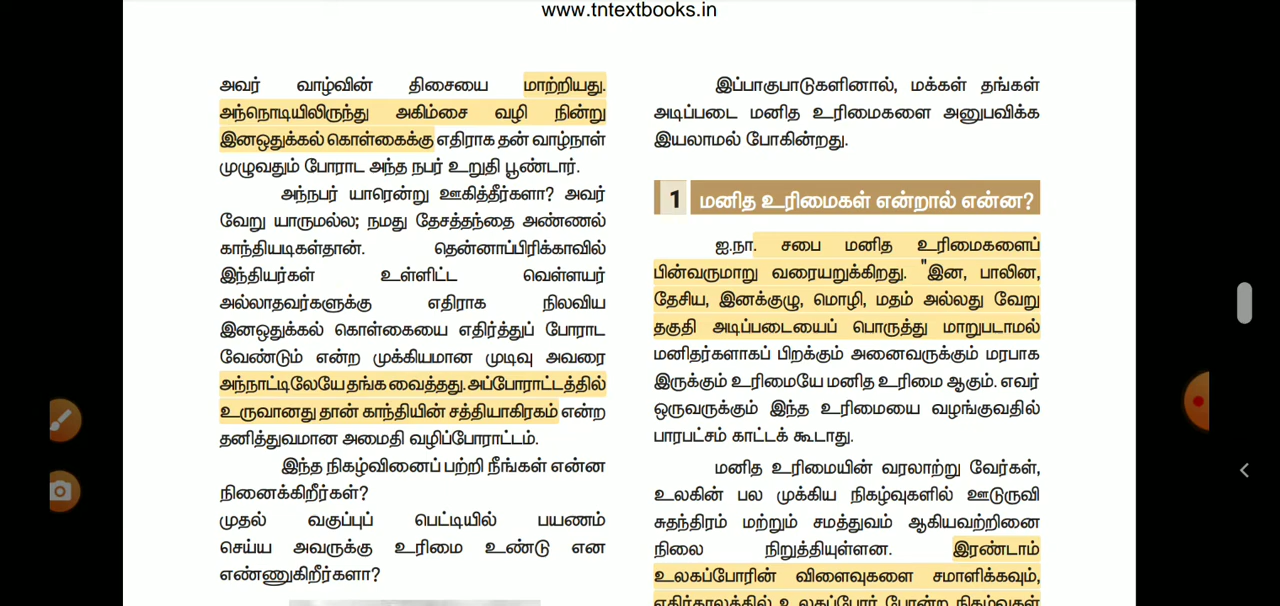 www.tntextbooks.in
அவர் வாழ்வின் திசையை மாற்றியது.
அந்நொடியிலிருந்து அகிம்சை வழி நின்று
இனஒதுக்கல் கொள்கைக்கு எதிராக தன் வாழ்நாள்
முழுவதும் போராட அந்த நபர் உறுதி பூண்டார்.
அந்நபர் யாரென்று ஊகித்தீர்களா? அவர்
வேறு யாருமல்ல; நமது தேசத்தந்தை அண்ணல்
காந்தியடிகள்தான். தென்னாப்பிரிக்காவில்
இந்தியர்கள் உள்ளிட்ட வெள்ளயர்
அல்லாதவர்களுக்கு எதிராக நிலவிய
இனஒதுக்கல் கொள்கையை எதிர்த்துப் போராட
வேண்டும் என்ற முக்கியமான முடிவு அவரை
அந்நாட்டிலேயே தங்க வைத்தது. அப்போராட்டத்தில்
உருவானது தான் காந்தியின் சத்தியாகிரகம் என்ற
தனித்துவமான அமைதி வழிப்போராட்டம்.
இந்த நிகழ்வினைப் பற்றி நீங்கள் என்ன
நினைக்கிறீர்கள்?
முதல் வகுப்புப் பெட்டியில் பயணம்
செய்ய அவருக்கு உரிமை உண்டு என
எண்ணுகிறீர்களா?
இப்பாகுபாடுகளினால், மக்கள் தங்கள்
அடிப்படை மனித உரிமைகளை அனுபவிக்க
இயலாமல் போகின்றது.
1 மனித உரிமைகள் என்றால் என்ன?
ஐ.நா. சபை மனித உரிமைகளைப்
பின்வருமாறு வரையறுக்கிறது. "இன, பாலின,
தேசிய, இனக்குழு, மொழி, மதம் அல்லது வேறு
தகுதி அடிப்படையைப் பொருத்து மாறுபடாமல்
மனிதர்களாகப் பிறக்கும் அனைவருக்கும் மரபாக
இருக்கும் உரிமையே மனித உரிமை ஆகும். எவர்
ஒருவருக்கும் இந்த உரிமையை வழங்குவதில்
பாரபட்சம் காட்டக் கூடாது.
மனித உரிமையின் வரலாற்று வேர்கள்,
உலகின் பல முக்கிய நிகழ்வுகளில் ஊடுருவி
சுதந்திரம் மற்றும் சமத்துவம் ஆகியவற்றினை
நிலை நிறுத்தியுள்ளன. இரண்டாம்
உலகப்போரின் விளைவுகளை சமாளிக்கவும்,
எதிர்காலத்தில் உலகப்போர் போன்ற நிகழ்வுகள்